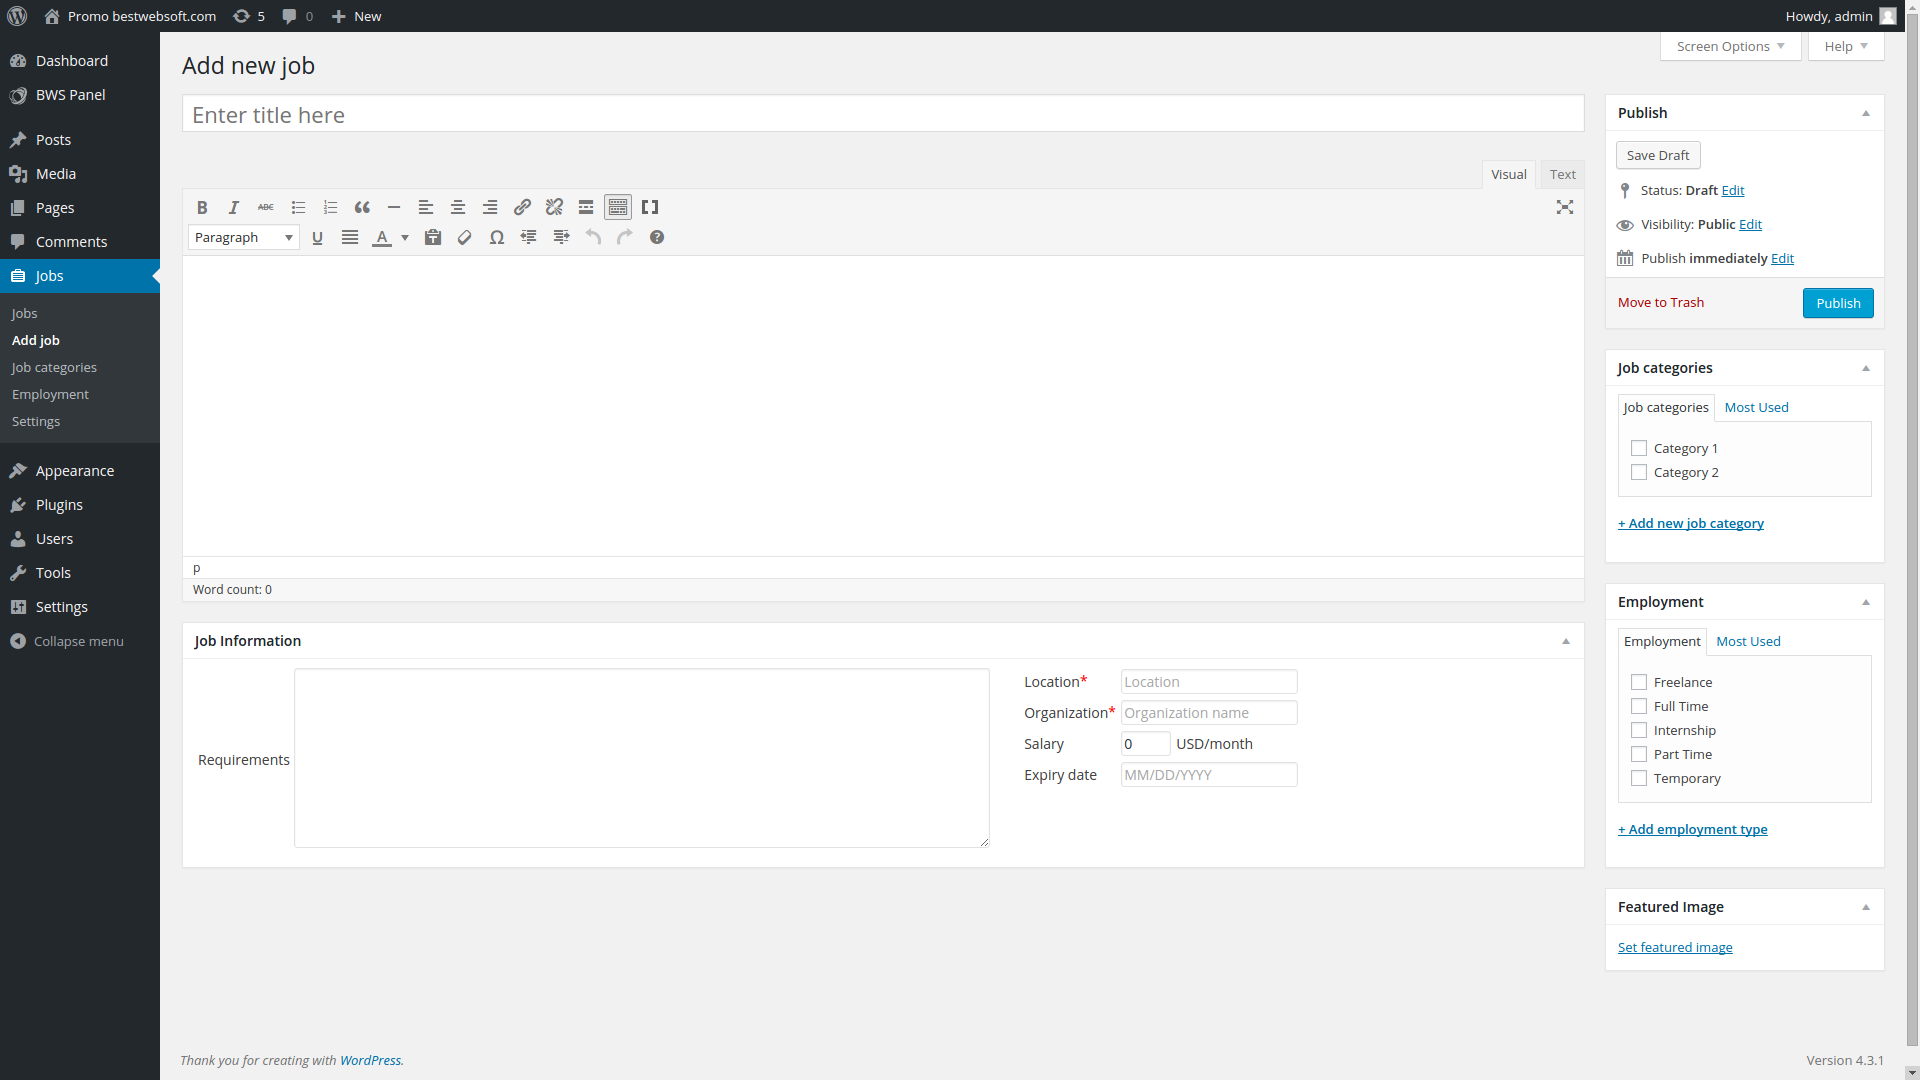 Promo bestwebsoft.com 5 0 New Howdy, admin
Screen Options Help
Dashboard
BWS Panel
Posts
Media
Pages
Comments
Jobs
Jobs
Add job
Job categories
Employment
Settings
Appearance
Plugins
Users
Tools
Settings
Collapse menu
Add new job
Enter title here
Visual Text
B I ABC
Paragraph U A Ω ?
p
Word count: 0
Job Information
Requirements
Location* Location
Organization* Organization name
Salary 0 USD/month
Expiry date MM/DD/YYYY
Publish
Save Draft
Status: Draft Edit
Visibility: Public Edit
Publish immediately Edit
Move to Trash Publish
Job categories
Job categories Most Used
Category 1
Category 2
+ Add new job category
Employment
Employment Most Used
Freelance
Full Time
Internship
Part Time
Temporary
+ Add employment type
Featured Image
Set featured image
Thank you for creating with WordPress. Version 4.3.1